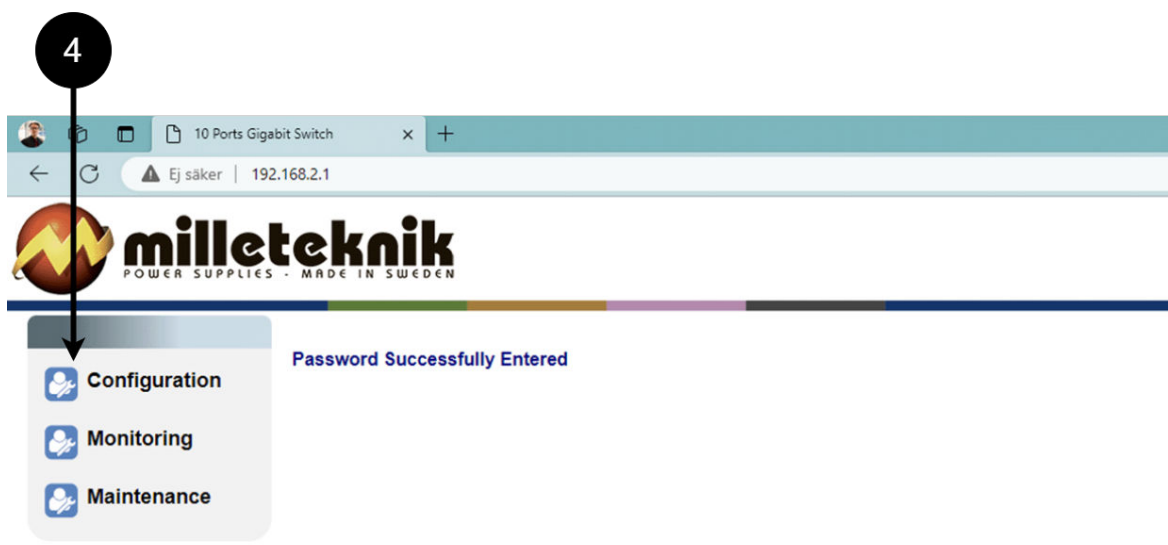 4
10 Ports Gigabit Switch
Ej säker | 192.168.2.1
milleteknik
POWER SUPPLIES - MADE IN SWEDEN
Password Successfully Entered
Configuration
Monitoring
Maintenance